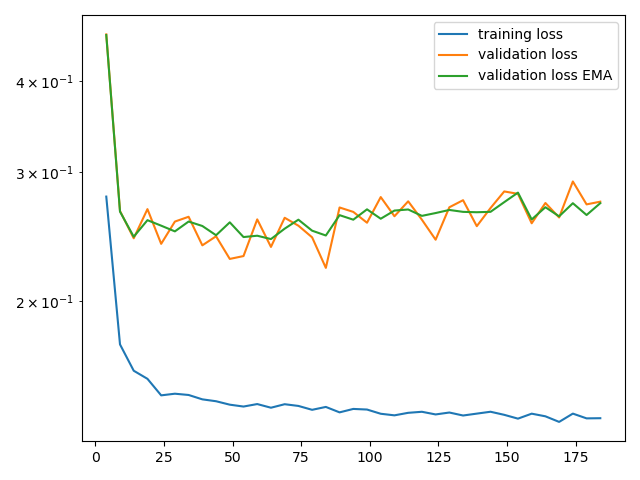 training loss
validation loss
validation loss EMA
4 × 10⁻¹
3 × 10⁻¹
2 × 10⁻¹
0 25 50 75 100 125 150 175